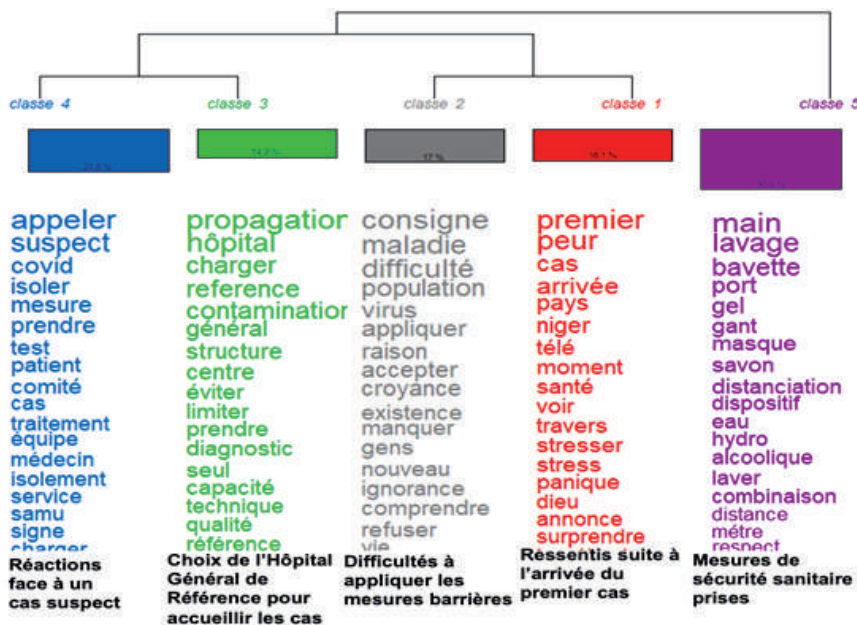 classe 4
classe 3
classe 2
classe 1
classe 5
17 %
appeler
suspect
covid
isoler
mesure
prendre
test
patient
comité
cas
traitement
équipe
médecin
isolement
service
samu
signe
charger
Réactions
face à un
cas suspect
propagation
hôpital
charger
reference
contamination
général
structure
centre
éviter
limiter
prendre
diagnostic
seul
capacité
technique
qualité
référence
Choix de l'Hôpital
Général de
Référence pour
accueillir les cas
consigne
maladie
difficulté
population
virus
appliquer
raison
accepter
croyance
existence
manquer
gens
nouveau
ignorance
comprendre
refuser
vie
Difficultés à
appliquer les
mesures barrières
premier
peur
cas
arrivée
pays
niger
télé
moment
santé
voir
travers
stresser
stress
panique
dieu
annonce
surprendre
Ressentis suite à
l'arrivée du
premier cas
main
lavage
bavette
port
gel
gant
masque
savon
distanciation
dispositif
eau
hydro
alcoolique
laver
combinaison
distance
métre
respect
Mesures de
sécurité sanitaire
prises